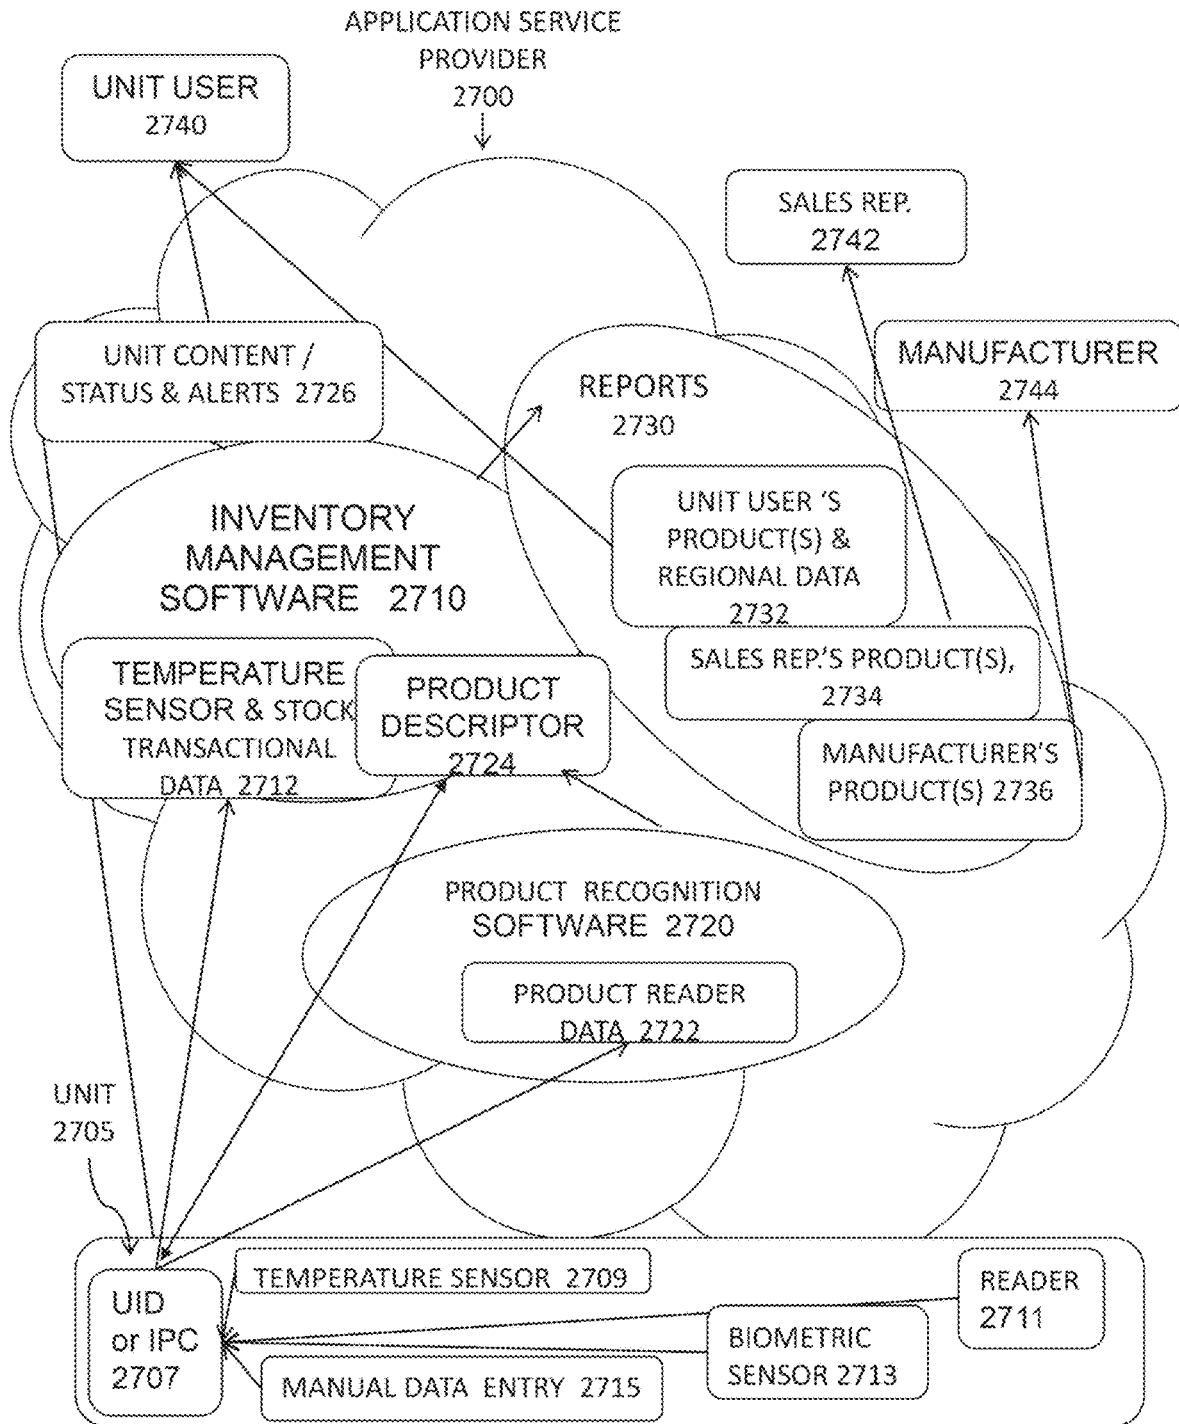 APPLICATION SERVICE
PROVIDER
2700
UNIT USER
2740
SALES REP.
2742
UNIT CONTENT /
STATUS & ALERTS 2726
MANUFACTURER
2744
REPORTS
2730
INVENTORY
MANAGEMENT
SOFTWARE 2710
UNIT USER 'S
PRODUCT(S) &
REGIONAL DATA
2732
TEMPERATURE
SENSOR & STOCK
TRANSACTIONAL
DATA 2712
PRODUCT
DESCRIPTOR
2724
SALES REP.'S PRODUCT(S),
2734
MANUFACTURER'S
PRODUCT(S) 2736
PRODUCT RECOGNITION
SOFTWARE 2720
PRODUCT READER
DATA 2722
UNIT
2705
UID
or IPC
2707
TEMPERATURE SENSOR 2709
READER
2711
BIOMETRIC
SENSOR 2713
MANUAL DATA ENTRY 2715